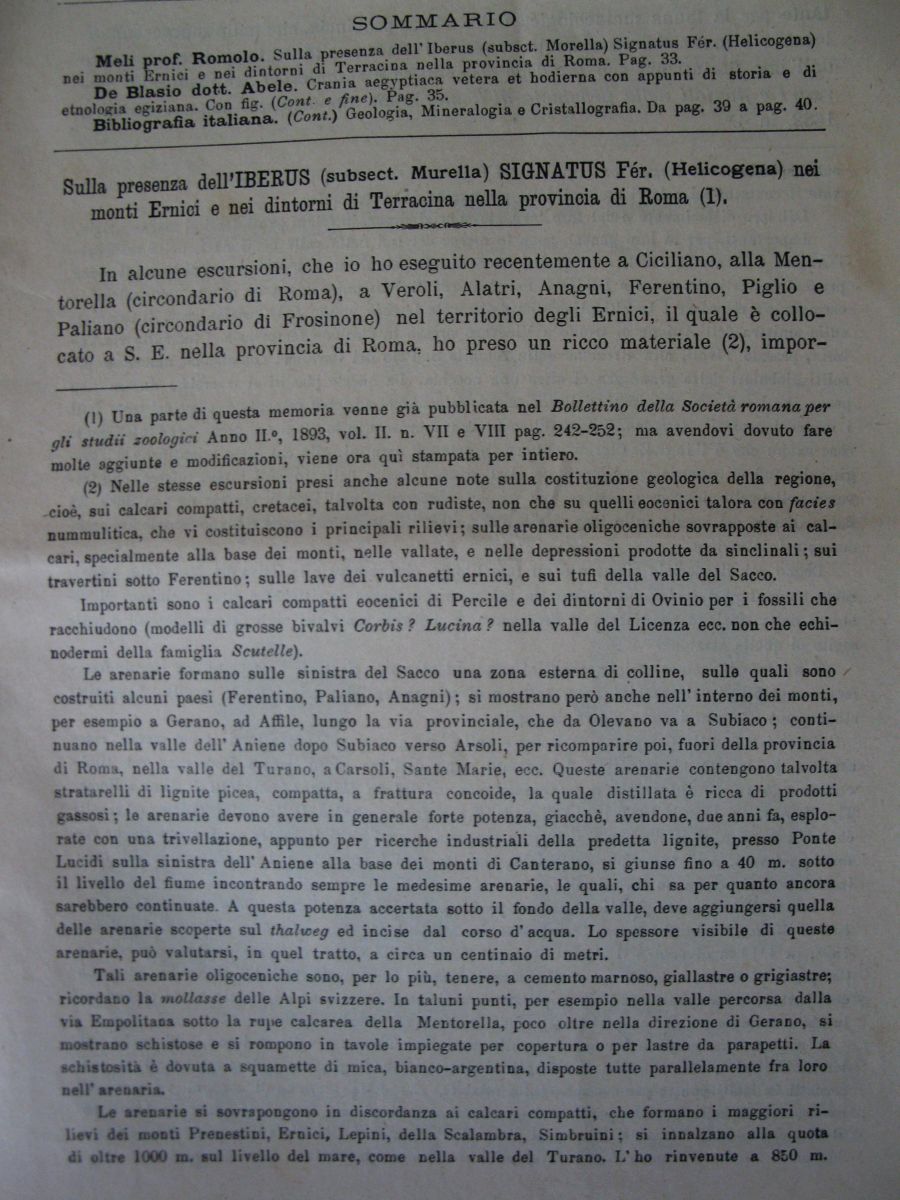 SOMMARIO
Meli prof. Romolo. Sulla presenza dell'Iberus (subsct. Morella) Signatus Fér. (Helicogena)
nei monti Ernici e nei dintorni di Terracina nella provincia di Roma. Pag. 33.
De Blasio dott. Abele. Crania aegyptiaca vetera et hodierna con appunti di storia e di
etnologia egiziana. Con fig. (Cont. e fine). Pag. 35.
Bibliografia italiana. (Cont.) Geologia, Mineralogia e Cristallografia. Da pag. 39 a pag. 40.
Sulla presenza dell'IBERUS (subsect. Murella) SIGNATUS Fér. (Helicogena) nei
monti Ernici e nei dintorni di Terracina nella provincia di Roma (1).
In alcune escursioni, che io ho eseguito recentemente a Ciciliano, alla Men-
torella (circondario di Roma), a Veroli, Alatri, Anagni, Ferentino, Piglio e
Paliano (circondario di Frosinone) nel territorio degli Ernici, il quale è collo-
cato a S. E. nella provincia di Roma, ho preso un ricco materiale (2), impor-
(1) Una parte di questa memoria venne già pubblicata nel Bollettino della Società romana per
gli studii zoologici Anno II.º, 1893, vol. II. n. VII e VIII pag. 242-252; ma avendovi dovuto fare
molte aggiunte e modificazioni, viene ora quì stampata per intiero.
(2) Nelle stesse escursioni presi anche alcune note sulla costituzione geologica della regione,
cioè, sui calcari compatti, cretacei, talvolta con rudiste, non che su quelli eocenici talora con facies
nummulitica, che vi costituiscono i principali rilievi; sulle arenarie oligoceniche sovrapposte ai cal-
cari, specialmente alla base dei monti, nelle vallate, e nelle depressioni prodotte da sinclinali; sui
travertini sotto Ferentino; sulle lave dei vulcanetti ernici, e sui tufi della valle del Sacco.
Importanti sono i calcari compatti eocenici di Percile e dei dintorni di Ovinio per i fossili che
racchiudono (modelli di grosse bivalvi Corbis? Lucina? nella valle del Licenza ecc. non che echi-
nodermi della famiglia Scutelle).
Le arenarie formano sulle sinistra del Sacco una zona esterna di colline, sulle quali sono
costruiti alcuni paesi (Ferentino, Paliano, Anagni); si mostrano però anche nell'interno dei monti,
per esempio a Gerano, ad Affile, lungo la via provinciale, che da Olevano va a Subiaco; conti-
nuano nella valle dell'Aniene dopo Subiaco verso Arsoli, per ricomparire poi, fuori della provincia
di Roma, nella valle del Turano, a Carsoli, Sante Marie, ecc. Queste arenarie contengono talvolta
stratarelli di lignite picea, compatta, a frattura concoide, la quale distillata è ricca di prodotti
gassosi; le arenarie devono avere in generale forte potenza, giacchè, avendone, due anni fa, esplo-
rate con una trivellazione, appunto per ricerche industriali della predetta lignite, presso Ponte
Lucidi sulla sinistra dell'Aniene alla base dei monti di Canterano, si giunse fino a 40 m. sotto
il livello del fiume incontrando sempre le medesime arenarie, le quali, chi sa per quanto ancora
sarebbero continuate. A questa potenza accertata sotto il fondo della valle, deve aggiungersi quella
delle arenarie scoperte sul thalweg ed incise dal corso d'acqua. Lo spessore visibile di queste
arenarie, può valutarsi, in quel tratto, a circa un centinaio di metri.
Tali arenarie oligoceniche sono, per lo più, tenere, a cemento marnoso, giallastre o grigiastre;
ricordano la mollasse delle Alpi svizzere. In taluni punti, per esempio nella valle percorsa dalla
via Empolitana sotto la rupe calcarea della Mentorella, poco oltre nella direzione di Gerano, si
mostrano schistose e si rompono in tavole impiegate per copertura o per lastre da parapetti. La
schistosità è dovuta a squamette di mica, bianco-argentina, disposte tutte parallelamente fra loro
nell'arenaria.
Le arenarie si sovrapongono in discordanza ai calcari compatti, che formano i maggiori ri-
lievi dei monti Prenestini, Ernici, Lepini, della Scalambra, Simbruini; si innalzano alla quota
di oltre 1000 m. sul livello del mare, come nella valle del Turano. L'ho rinvenute a 850 m.